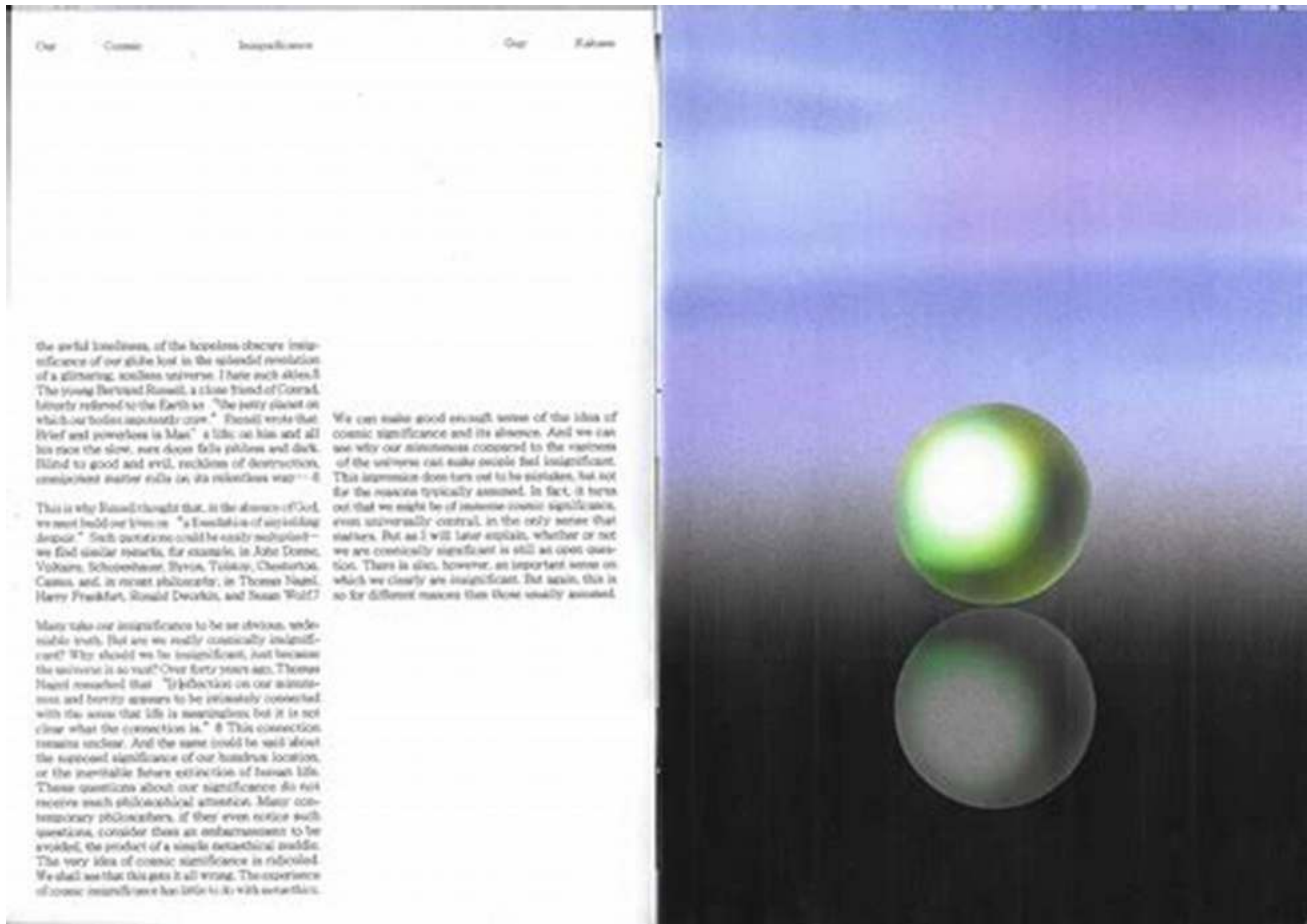 Our Cosmic Insignificance Guy Kahane
the awful loneliness, of the hopeless obscure insig-
nificance of our globe lost in the splendid revelation
of a glittering, soulless universe. I hate such skies.5
The young Bertrand Russell, a close friend of Conrad,
bitterly referred to the Earth as "the petty planet on
which our bodies impotently craw." Russell wrote that:
Brief and powerless is Man" s life; on him and all
his race the slow, sure doom falls pitiless and dark.
Blind to good and evil, reckless of destruction,
omnipotent matter rolls on its relentless way… 6
This is why Russell thought that, in the absence of God,
we must build our lives on "a foundation of unyielding
despair." Such quotations could be easily multiplied—
we find similar remarks, for example, in John Donne,
Voltaire, Schopenhauer, Byron, Tolstoy, Chesterton,
Camus, and, in recent philosophy, in Thomas Nagel,
Harry Frankfurt, Ronald Dworkin, and Susan Wolf.7
Many take our insignificance to be an obvious, unde-
niable truth. But are we really cosmically insignifi-
cant? Why should we be insignificant, just because
the universe is so vast? Over forty years ago, Thomas
Nagel remarked that "[r]eflection on our minute-
ness and brevity appears to be intimately connected
with the sense that life is meaningless; but it is not
clear what the connection is." 8 This connection
remains unclear. And the same could be said about
the supposed significance of our humdrum location,
or the inevitable future extinction of human life.
These questions about our significance do not
receive much philosophical attention. Many con-
temporary philosophers, if they even notice such
questions, consider them an embarrassment to be
avoided, the product of a simple metaethical muddle.
The very idea of cosmic significance is ridiculed.
We shall see that this gets it all wrong. The experience
of cosmic insignificance has little to do with metaethics.
We can make good enough sense of the idea of
cosmic significance and its absence. And we can
see why our minuteness compared to the vastness
of the universe can make people feel insignificant.
This impression does turn out to be mistaken, but not
for the reasons typically assumed. In fact, it turns
out that we might be of immense cosmic significance,
even universally central, in the only sense that
matters. But as I will later explain, whether or not
we are cosmically significant is still an open ques-
tion. There is also, however, an important sense on
which we clearly are insignificant. But again, this is
so for different reasons than those usually assumed.